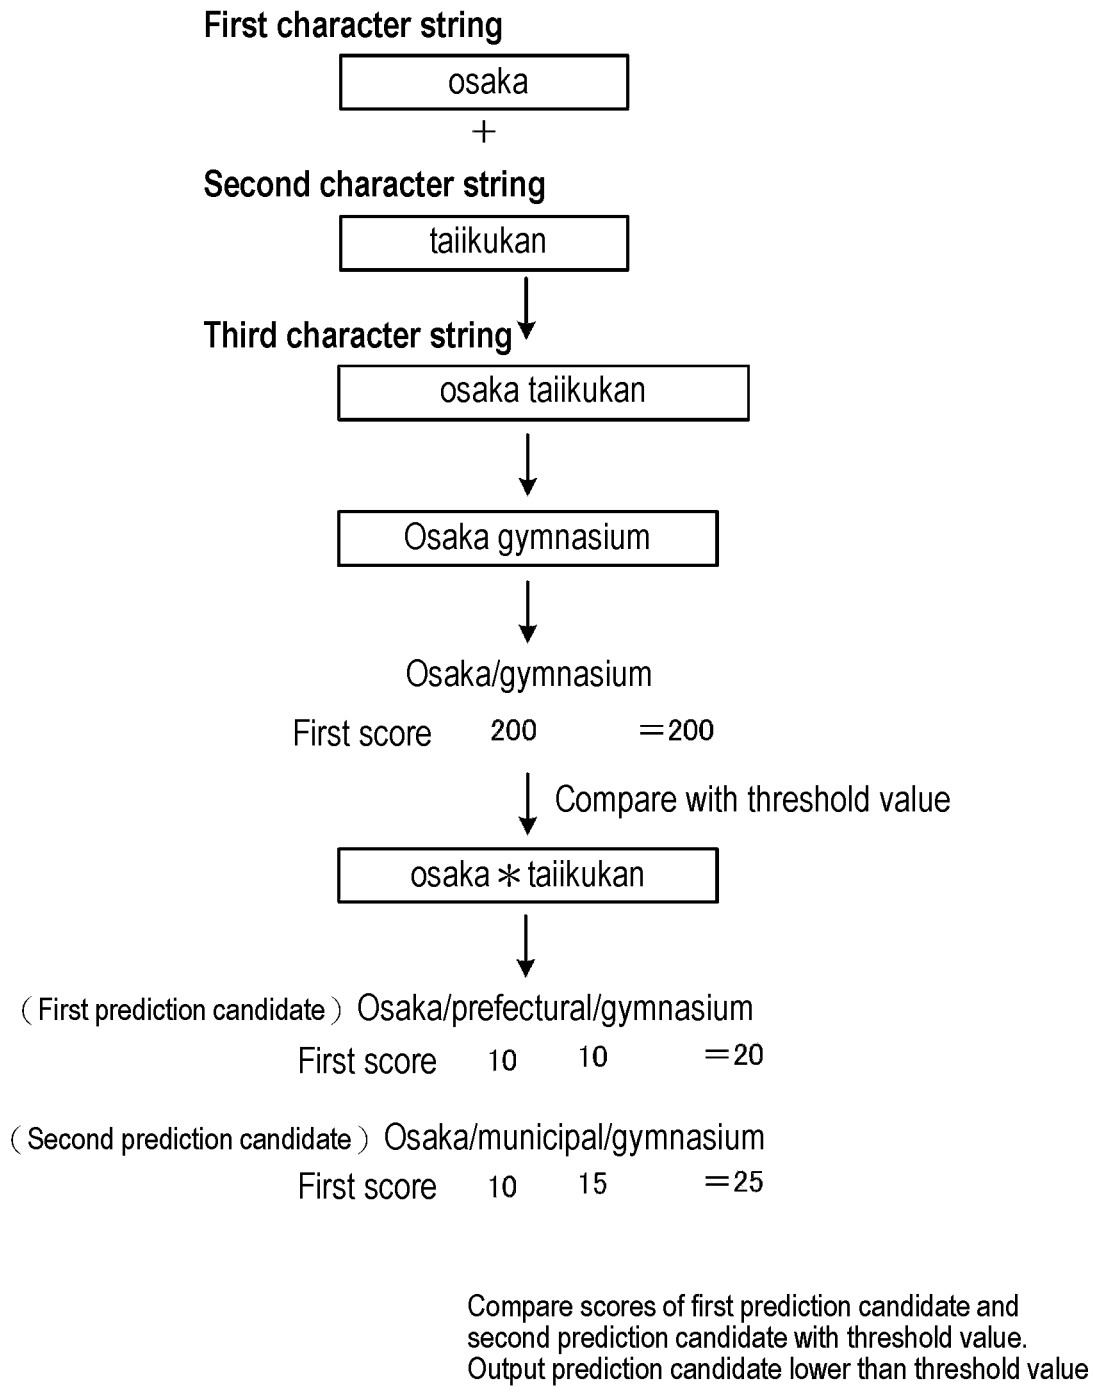 First character string
osaka
+
Second character string
taiikukan
Third character string
osaka taiikukan
Osaka gymnasium
Osaka/gymnasium
First score 200 =200
Compare with threshold value
osaka * taiikukan
(First prediction candidate) Osaka/prefectural/gymnasium
First score 10 10 =20
(Second prediction candidate) Osaka/municipal/gymnasium
First score 10 15 =25
Compare scores of first prediction candidate and
second prediction candidate with threshold value.
Output prediction candidate lower than threshold value